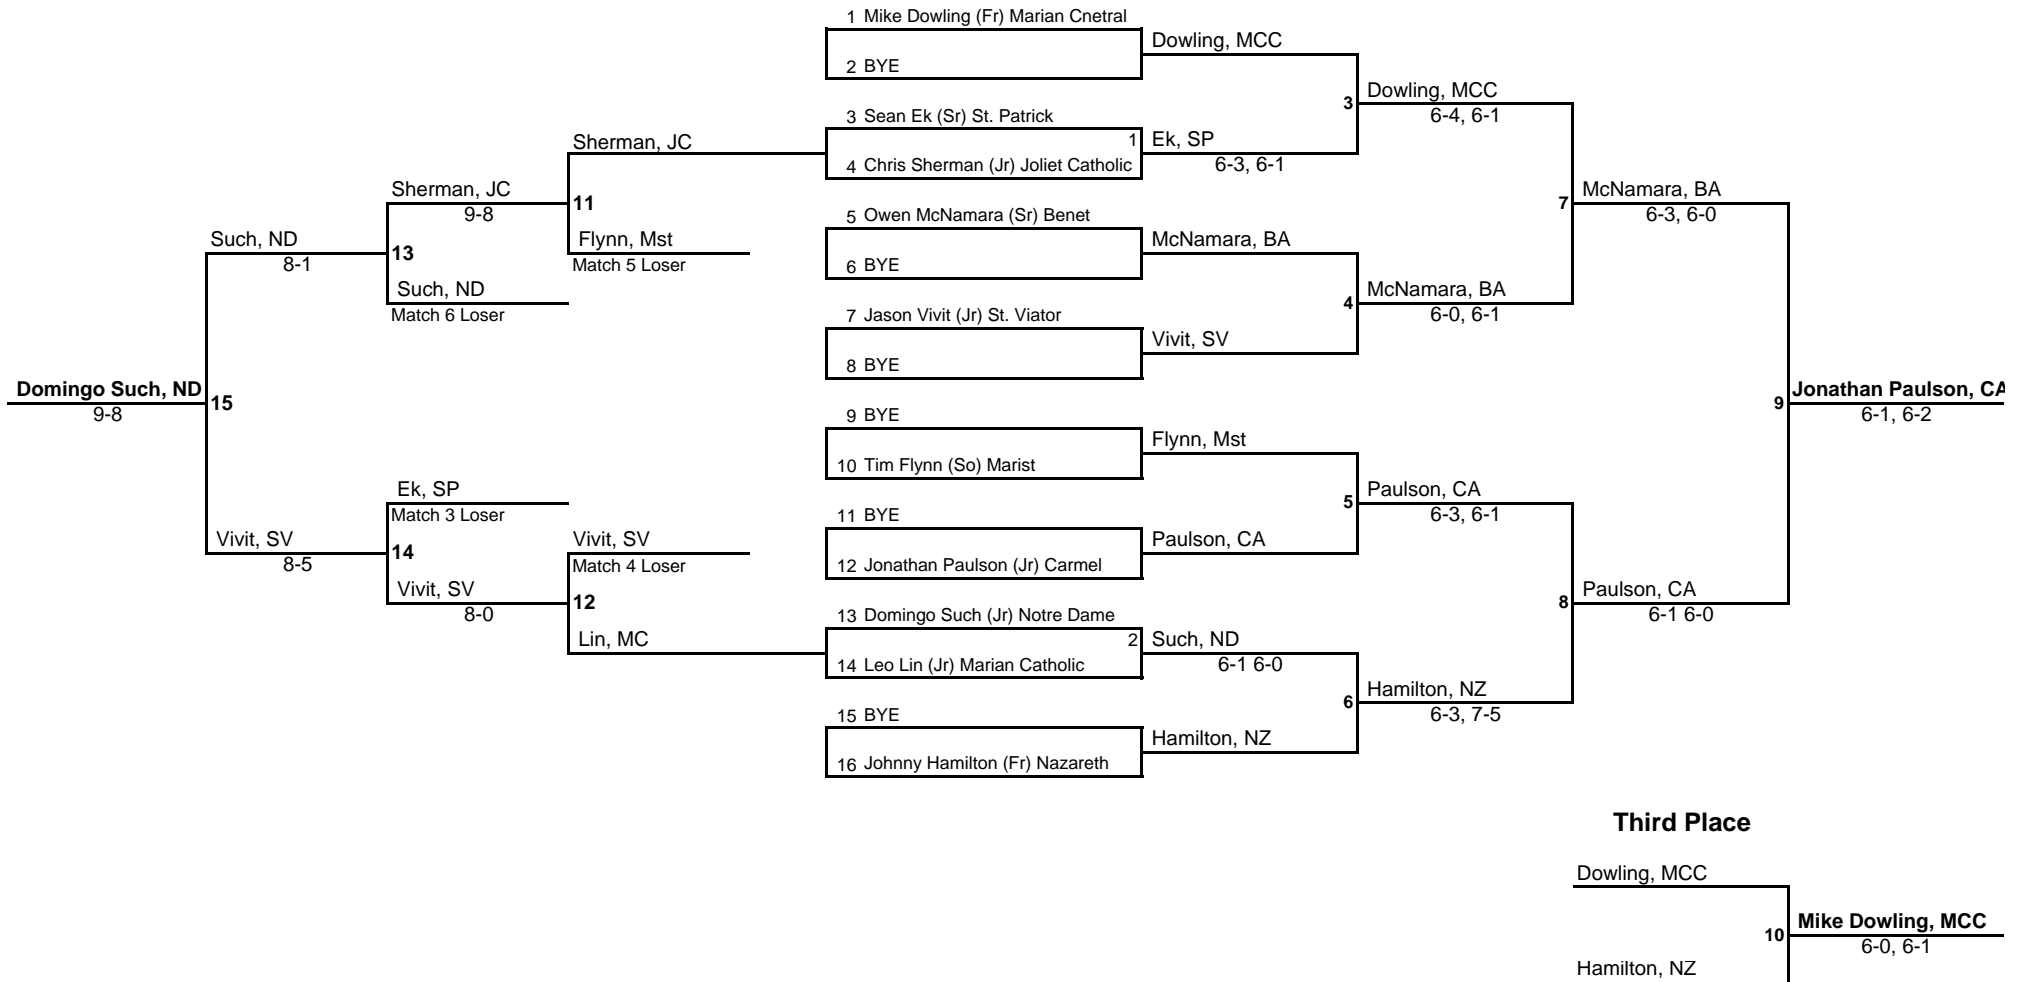 1 Mike Dowling (Fr) Marian Cnetral
Dowling, MCC
2 BYE
Dowling, MCC
3
6-4, 6-1
3 Sean Ek (Sr) St. Patrick
Sherman, JC
1 Ek, SP
4 Chris Sherman (Jr) Joliet Catholic
6-3, 6-1
Sherman, JC
9-8
11
7
McNamara, BA
6-3, 6-0
5 Owen McNamara (Sr) Benet
Such, ND
8-1
13
Flynn, Mst
Match 5 Loser
McNamara, BA
6 BYE
Such, ND
Match 6 Loser
McNamara, BA
4
6-0, 6-1
7 Jason Vivit (Jr) St. Viator
Vivit, SV
8 BYE
Domingo Such, ND
9-8
15
9
Jonathan Paulson, CA
6-1, 6-2
9 BYE
Flynn, Mst
10 Tim Flynn (So) Marist
Ek, SP
Match 3 Loser
Paulson, CA
5
6-3, 6-1
11 BYE
Vivit, SV
8-5
14
Vivit, SV
Match 4 Loser
Paulson, CA
12 Jonathan Paulson (Jr) Carmel
Vivit, SV
8-0
12
8
Paulson, CA
6-1 6-0
13 Domingo Such (Jr) Notre Dame
Lin, MC
2 Such, ND
14 Leo Lin (Jr) Marian Catholic
6-1 6-0
Hamilton, NZ
6
6-3, 7-5
15 BYE
Hamilton, NZ
16 Johnny Hamilton (Fr) Nazareth
Third Place
Dowling, MCC
10
Mike Dowling, MCC
6-0, 6-1
Hamilton, NZ